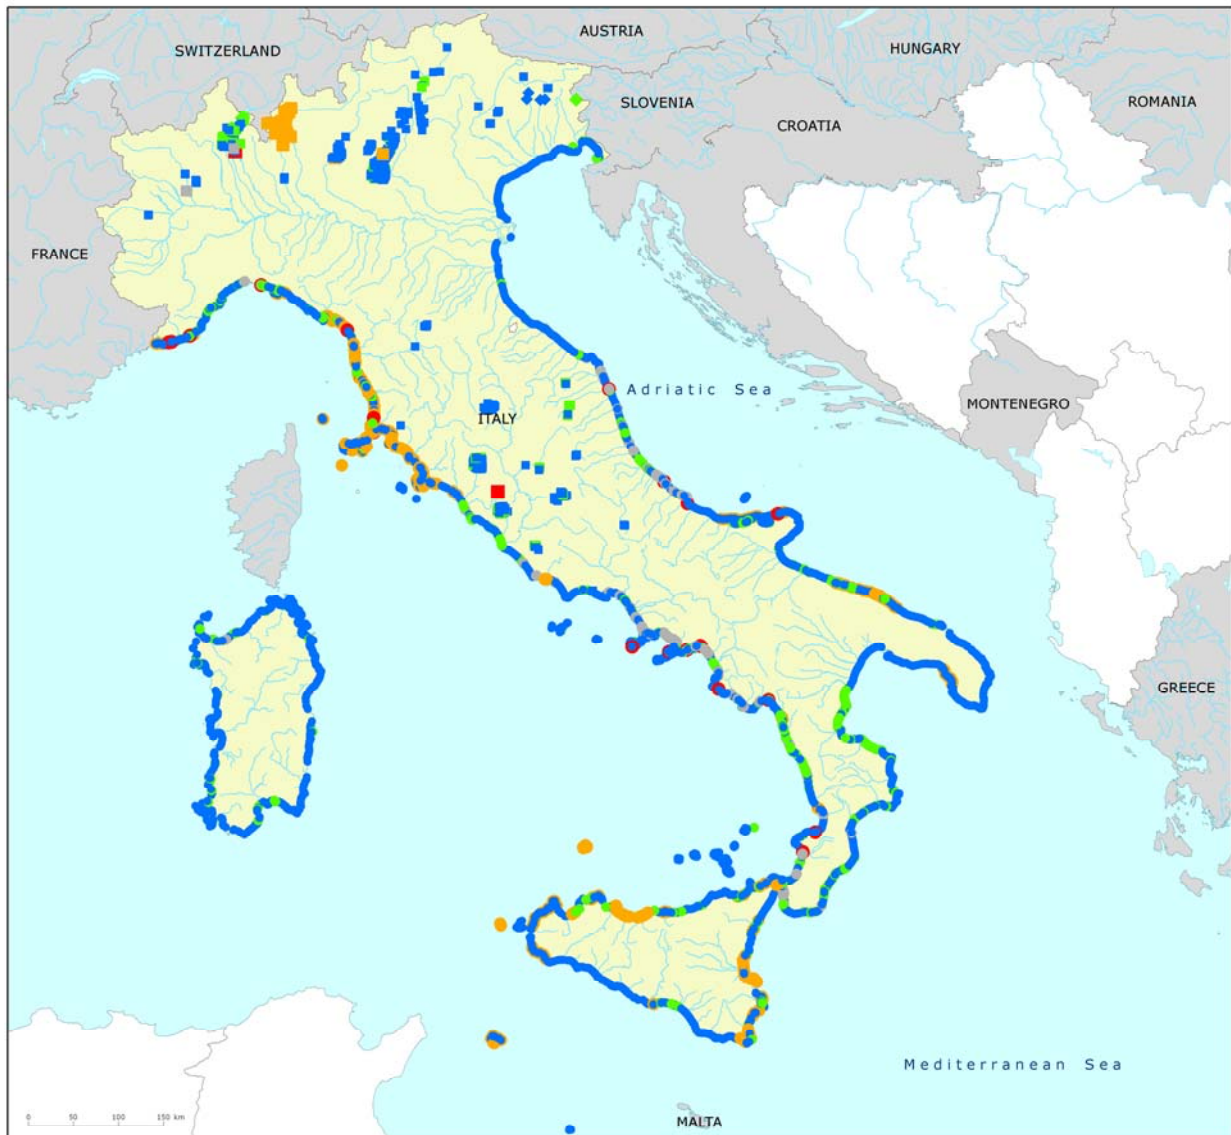 AUSTRIA
SWITZERLAND
HUNGARY
SLOVENIA
ROMANIA
CROATIA
FRANCE
Adriatic Sea
MONTENEGRO
ITALY
GREECE
Mediterranean Sea
0 50 100 150 km
MALTA